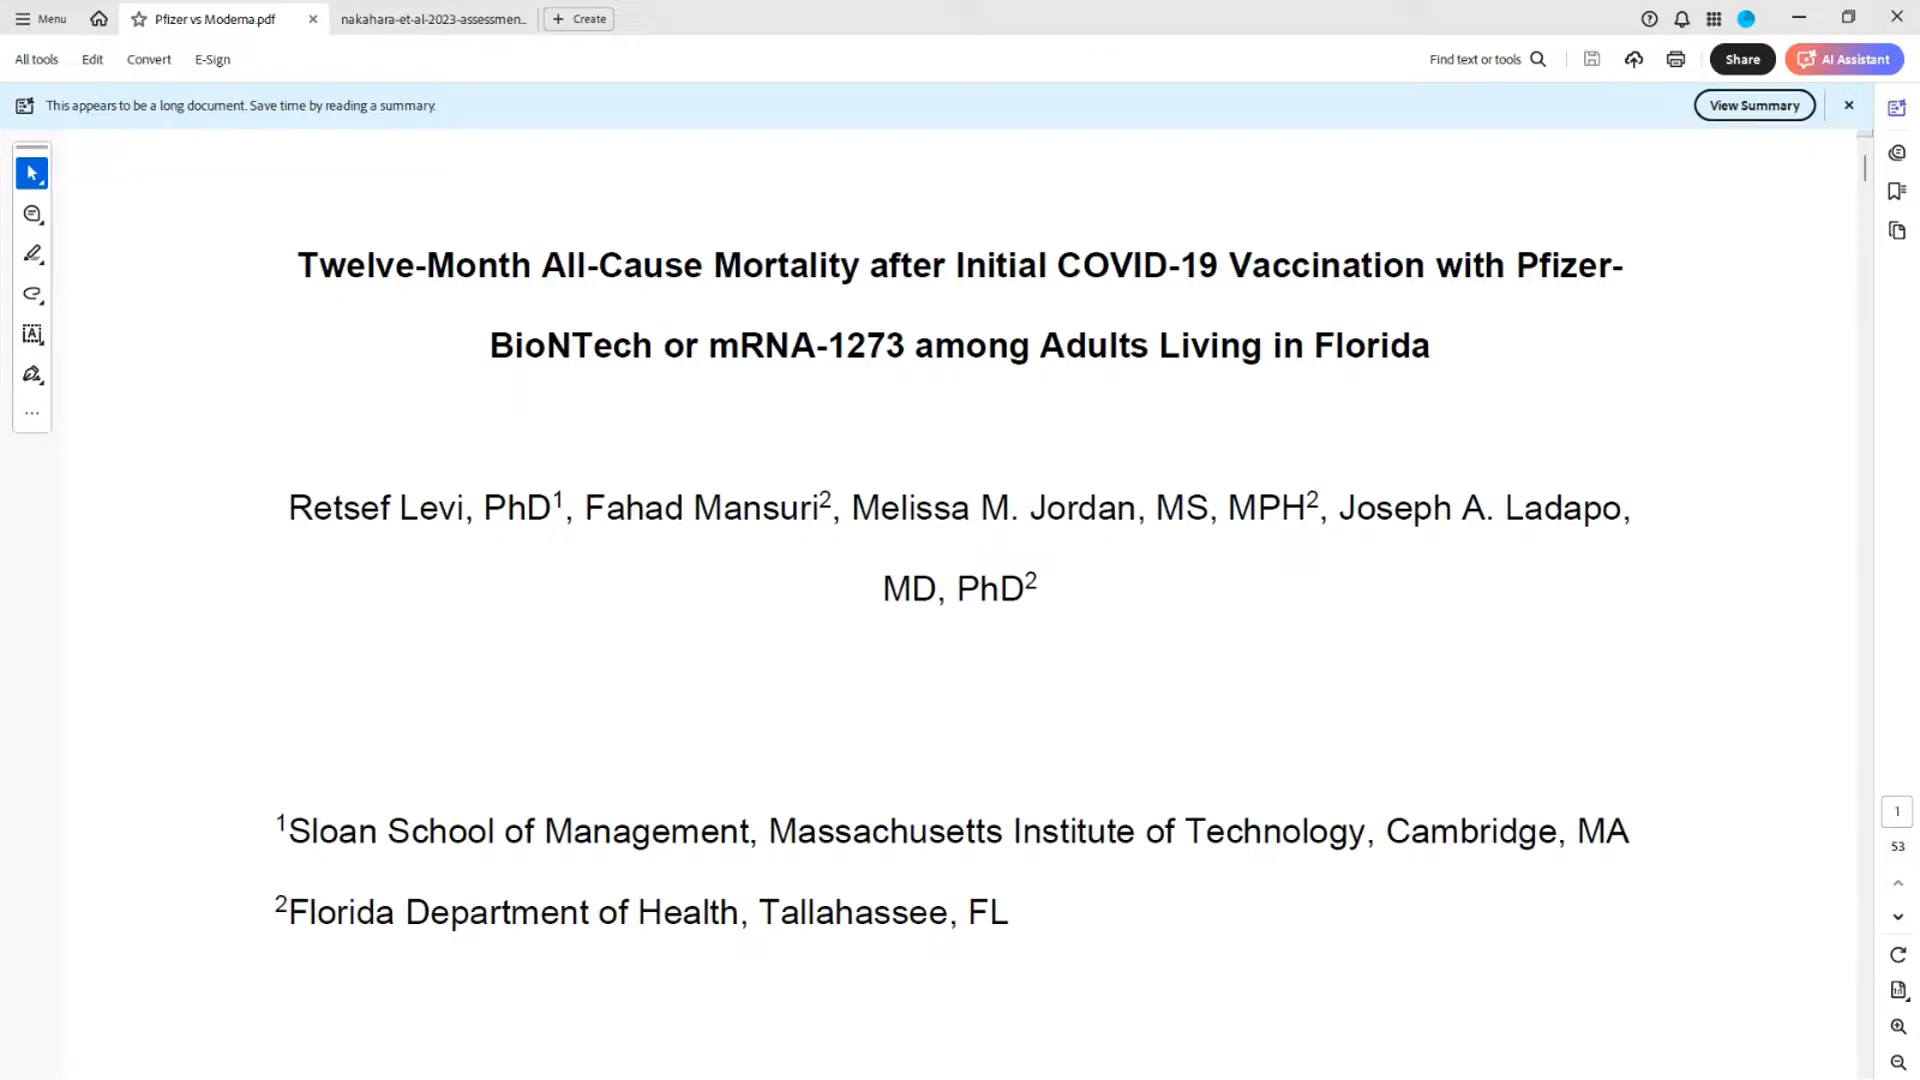 Menu
Pfizer vs Moderna.pdf
nakahara-et-al-2023-assessmen...
+ Create
All tools
Edit
Convert
E-Sign
Find text or tools
Share
AI Assistant
This appears to be a long document. Save time by reading a summary.
View Summary
Twelve-Month All-Cause Mortality after Initial COVID-19 Vaccination with Pfizer-
BioNTech or mRNA-1273 among Adults Living in Florida
Retsef Levi, PhD¹, Fahad Mansuri², Melissa M. Jordan, MS, MPH², Joseph A. Ladapo,
MD, PhD²
¹Sloan School of Management, Massachusetts Institute of Technology, Cambridge, MA
²Florida Department of Health, Tallahassee, FL
1
53